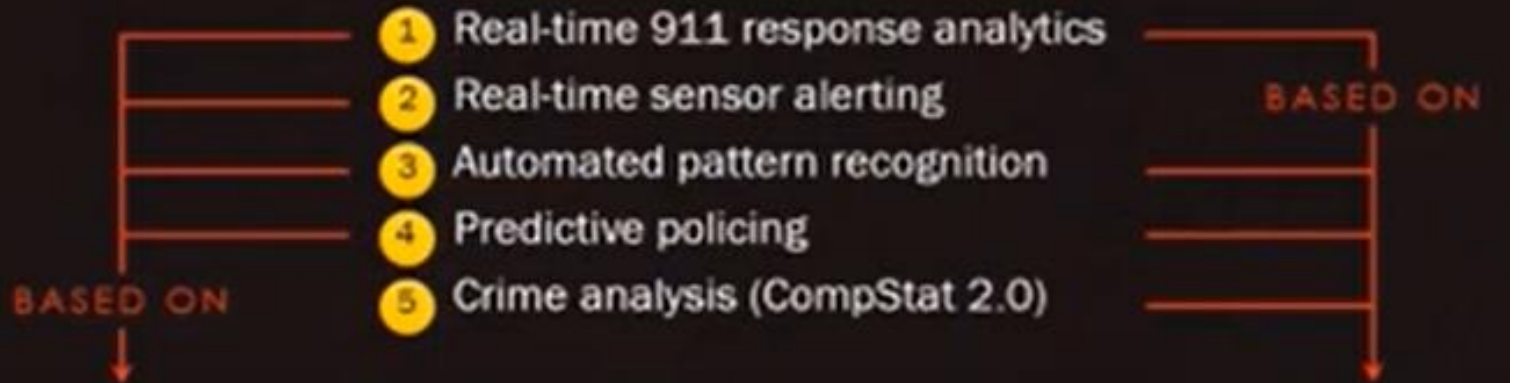 1 Real-time 911 response analytics
2 Real-time sensor alerting
BASED ON
3 Automated pattern recognition
4 Predictive policing
5 Crime analysis (CompStat 2.0)
BASED ON